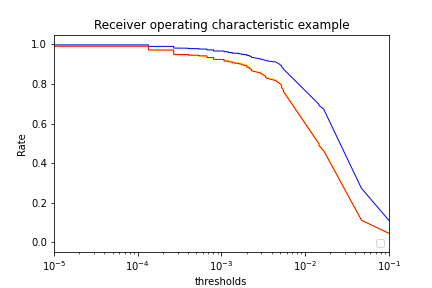 Receiver operating characteristic example
Rate
1.0
0.8
0.6
0.4
0.2
0.0
10⁻⁵ 10⁻⁴ 10⁻³ 10⁻² 10⁻¹
thresholds